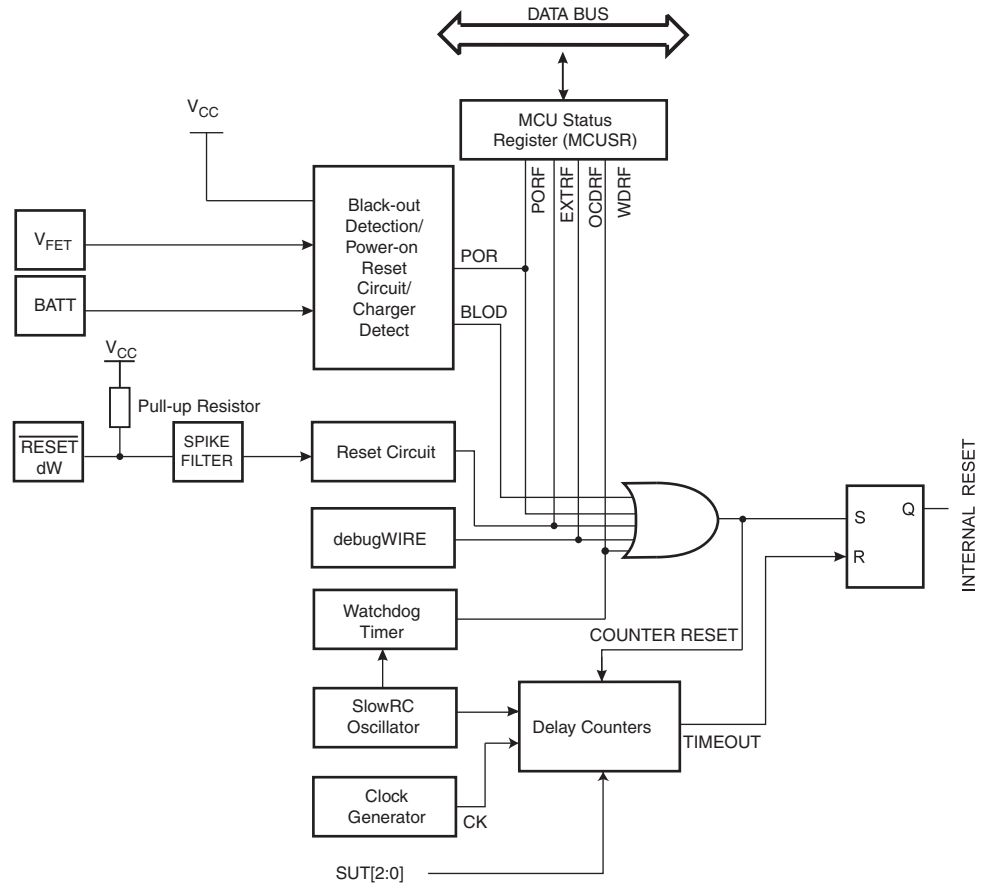 DATA BUS
MCU Status
Register (MCUSR)
PORF
EXTRF
OCDRF
WDRF
VCC
Black-out
Detection/
Power-on
Reset
Circuit/
Charger
Detect
VFET
BATT
POR
BLOD
VCC
Pull-up Resistor
RESET
dW
SPIKE
FILTER
Reset Circuit
debugWIRE
S
R
Q
INTERNAL RESET
Watchdog
Timer
COUNTER RESET
SlowRC
Oscillator
Delay Counters
TIMEOUT
Clock
Generator
CK
SUT[2:0]